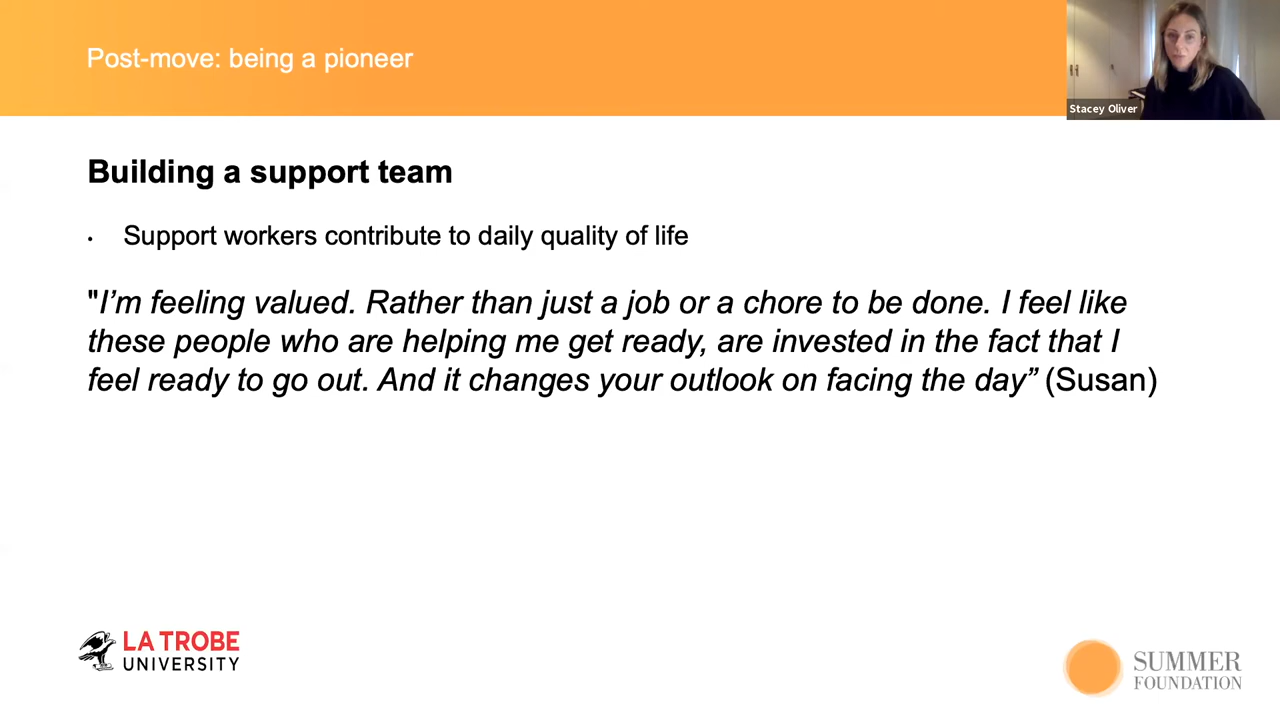 Post-move: being a pioneer
Stacey Oliver
Building a support team
• Support workers contribute to daily quality of life
"I’m feeling valued. Rather than just a job or a chore to be done. I feel like
these people who are helping me get ready, are invested in the fact that I
feel ready to go out. And it changes your outlook on facing the day” (Susan)
LA TROBE
UNIVERSITY
SUMMER
FOUNDATION